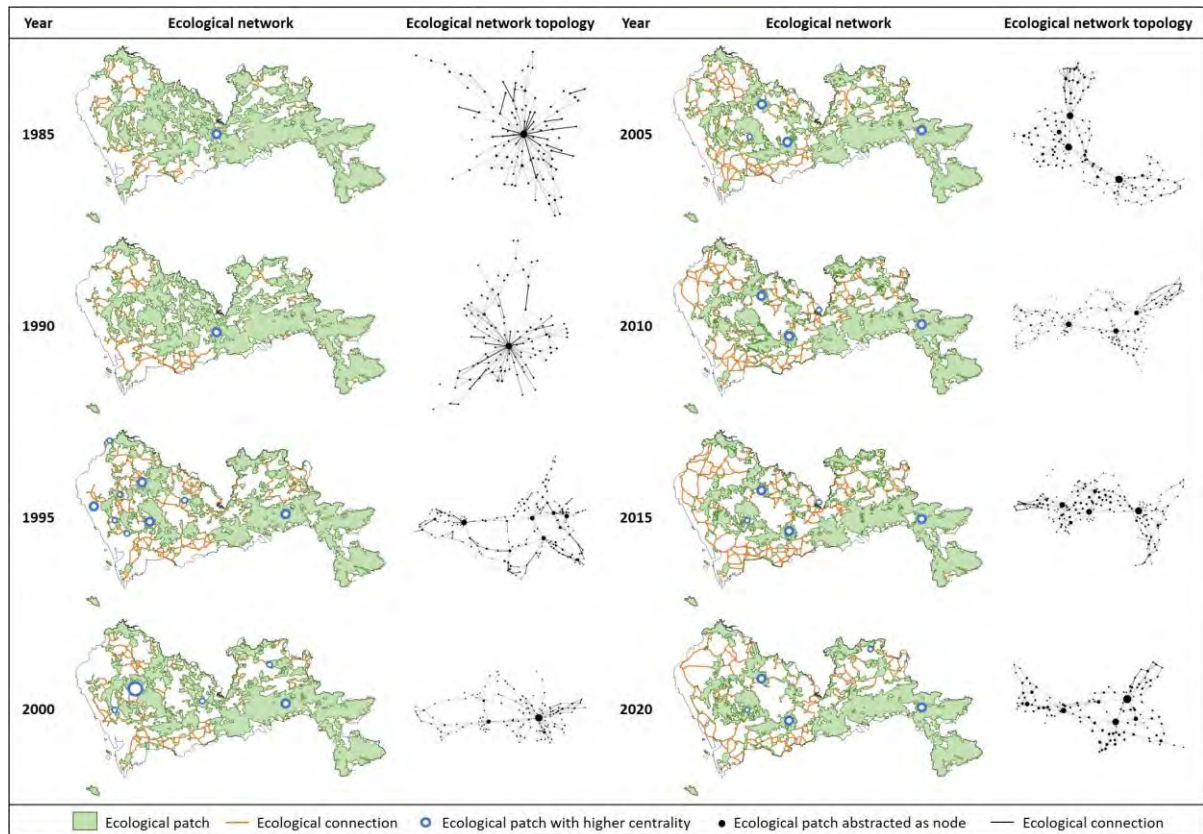 Year Ecological network Ecological network topology Year Ecological network Ecological network topology
1985 2005
1990 2010
1995 2015
2000 2020
Ecological patch Ecological connection Ecological patch with higher centrality Ecological patch abstracted as node Ecological connection